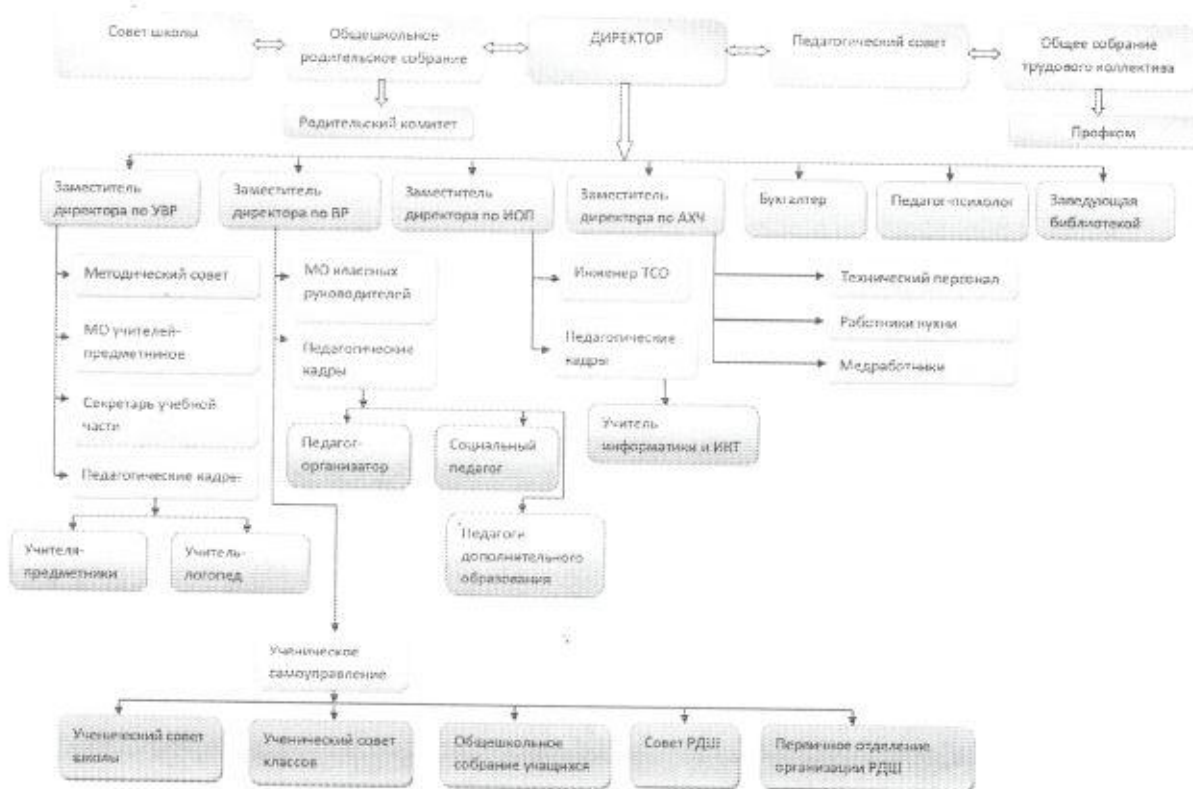 Совет школы
Общешкольное
родительское собрание
ДИРЕКТОР
Педагогический совет
Общее собрание
трудового коллектива
Родительский комитет
Профком
Заместитель
директора по УВР
Заместитель
директора по ВР
Заместитель
директора по ИОП
Заместитель
директора по АХЧ
Бухгалтер
Педагог-психолог
Заведующая
библиотекой
Методический совет
МО учителей-
предметников
Секретарь учебной
части
Педагогические кадры
МО классных
руководителей
Педагогические
кадры
Инженер ТСО
Педагогические
кадры
Технический персонал
Работники кухни
Медработники
Педагог-
организатор
Социальный
педагог
Учитель
информатики и ИКТ
Учителя-
предметники
Учитель-
логопед
Педагоги
дополнительного
образования
Ученическое
самоуправление
Ученический совет
школы
Ученический совет
классов
Общешкольное
собрание учащихся
Совет РДШ
Первичное отделение
организации РДШ